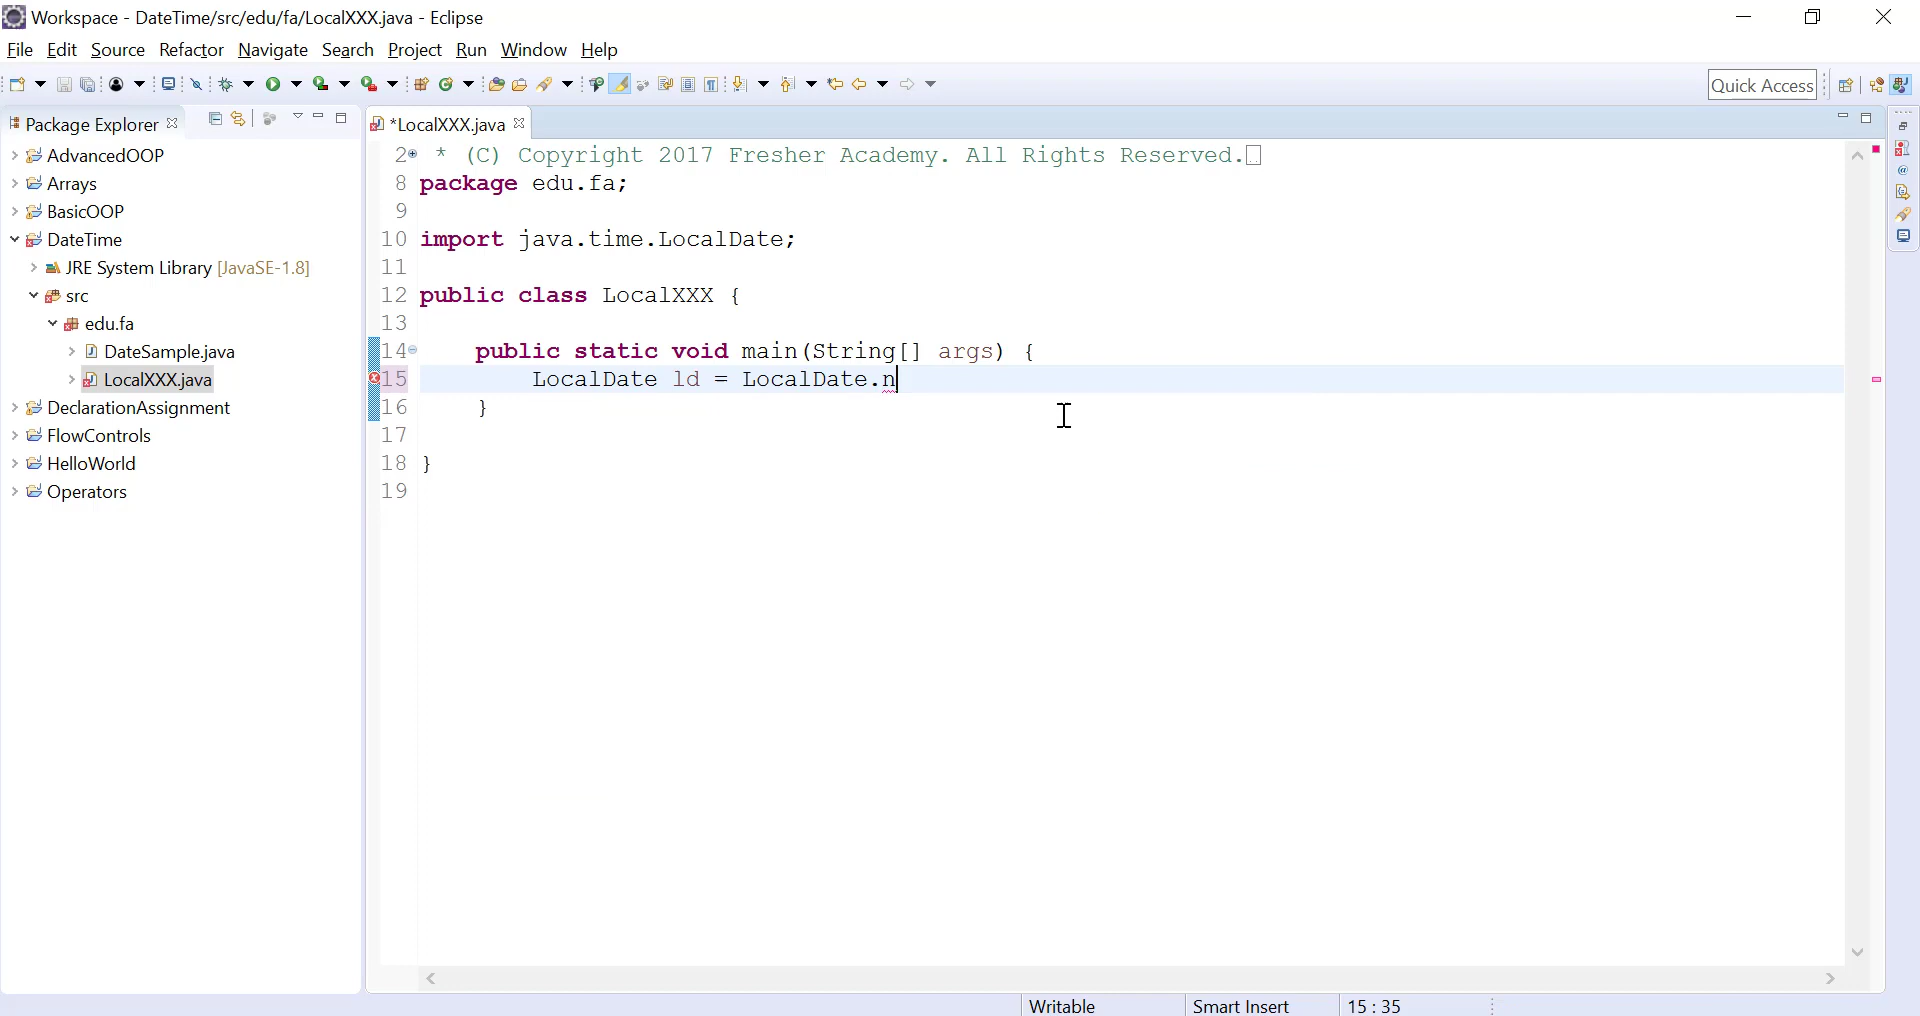 Workspace - DateTime/src/edu/fa/LocalXXX.java - Eclipse
File Edit Source Refactor Navigate Search Project Run Window Help
Quick Access
Package Explorer
AdvancedOOP
Arrays
BasicOOP
DateTime
JRE System Library [JavaSE-1.8]
src
edu.fa
DateSample.java
LocalXXX.java
DeclarationAssignment
FlowControls
HelloWorld
Operators
*LocalXXX.java
2 * (C) Copyright 2017 Fresher Academy. All Rights Reserved.
8 package edu.fa;
9
10 import java.time.LocalDate;
11
12 public class LocalXXX {
13
14 public static void main(String[] args) {
15 LocalDate ld = LocalDate.n
16 }
17
18 }
19
Writable Smart Insert 15 : 35